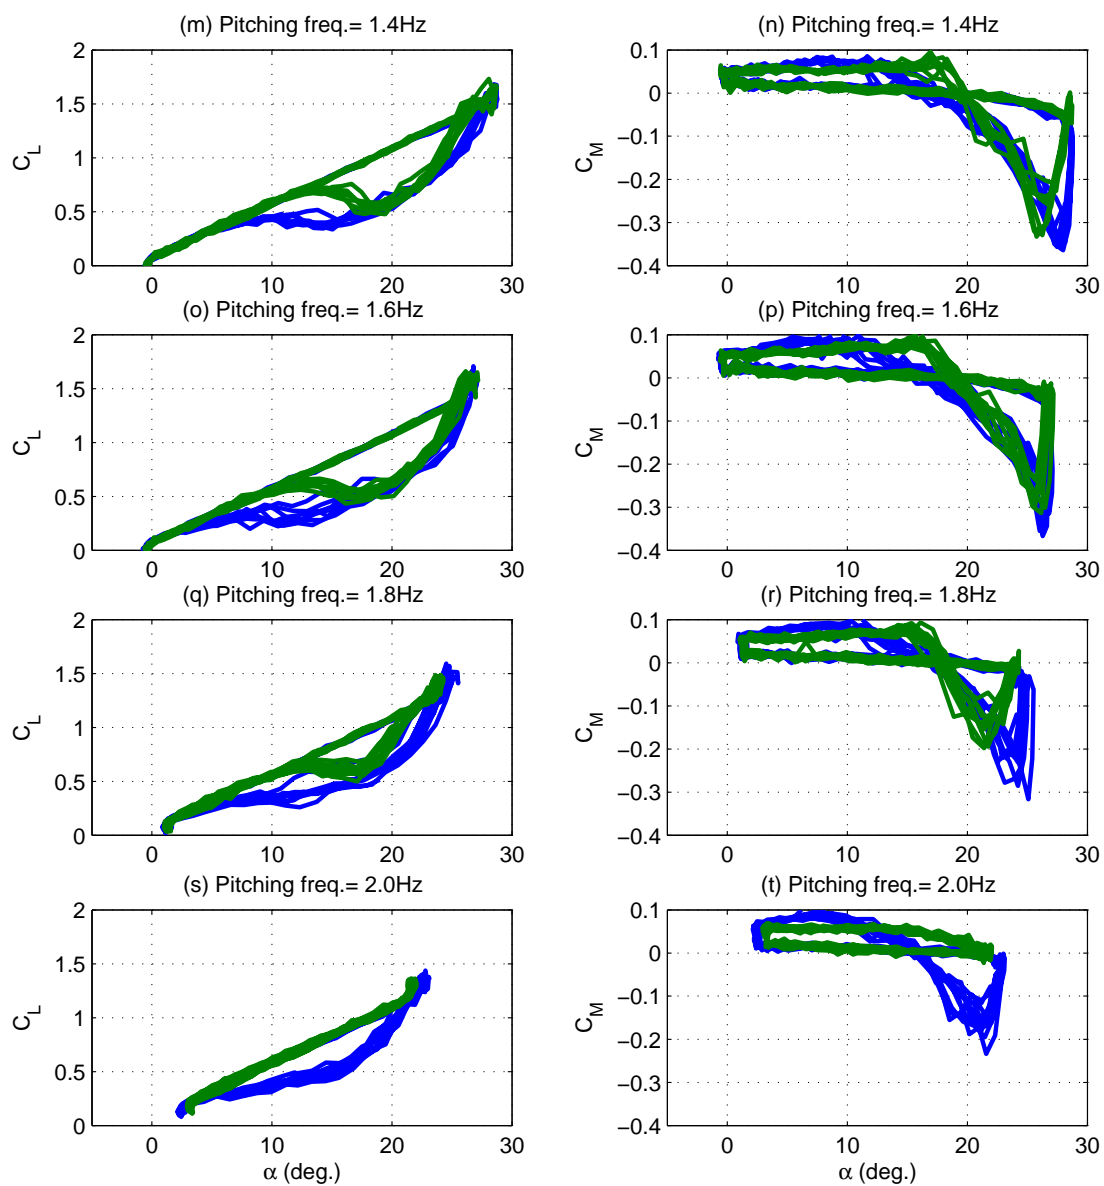 (m) Pitching freq.= 1.4Hz
2
1.5
1
0.5
0
C_L
0 10 20 30
(n) Pitching freq.= 1.4Hz
0.1
0
−0.1
−0.2
−0.3
−0.4
C_M
0 10 20 30
(o) Pitching freq.= 1.6Hz
2
1.5
1
0.5
0
C_L
0 10 20 30
(p) Pitching freq.= 1.6Hz
0.1
0
−0.1
−0.2
−0.3
−0.4
C_M
0 10 20 30
(q) Pitching freq.= 1.8Hz
2
1.5
1
0.5
0
C_L
0 10 20 30
(r) Pitching freq.= 1.8Hz
0.1
0
−0.1
−0.2
−0.3
−0.4
C_M
0 10 20 30
(s) Pitching freq.= 2.0Hz
2
1.5
1
0.5
0
C_L
0 10 20 30
α (deg.)
(t) Pitching freq.= 2.0Hz
0.1
0
−0.1
−0.2
−0.3
−0.4
C_M
0 10 20 30
α (deg.)